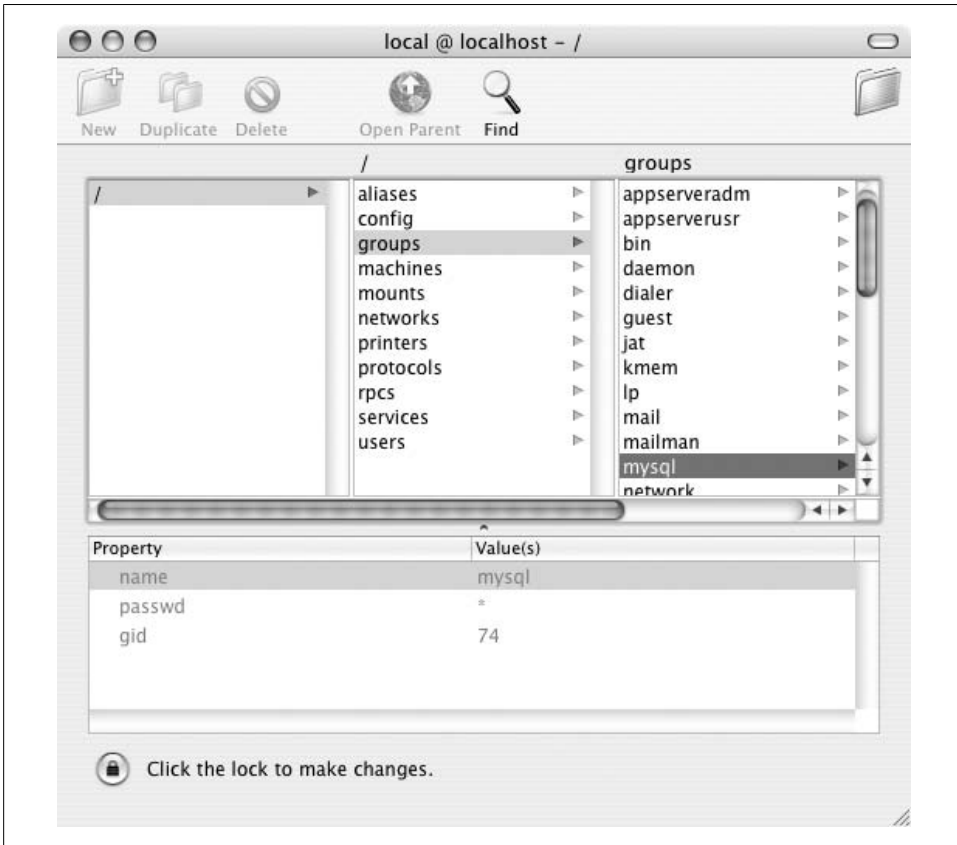 local @ localhost – /
New Duplicate Delete Open Parent Find
/ groups
/
aliases
config
groups
machines
mounts
networks
printers
protocols
rpcs
services
users
appserveradm
appserverusr
bin
daemon
dialer
guest
jat
kmem
lp
mail
mailman
mysql
network
Property Value(s)
name mysql
passwd *
gid 74
Click the lock to make changes.